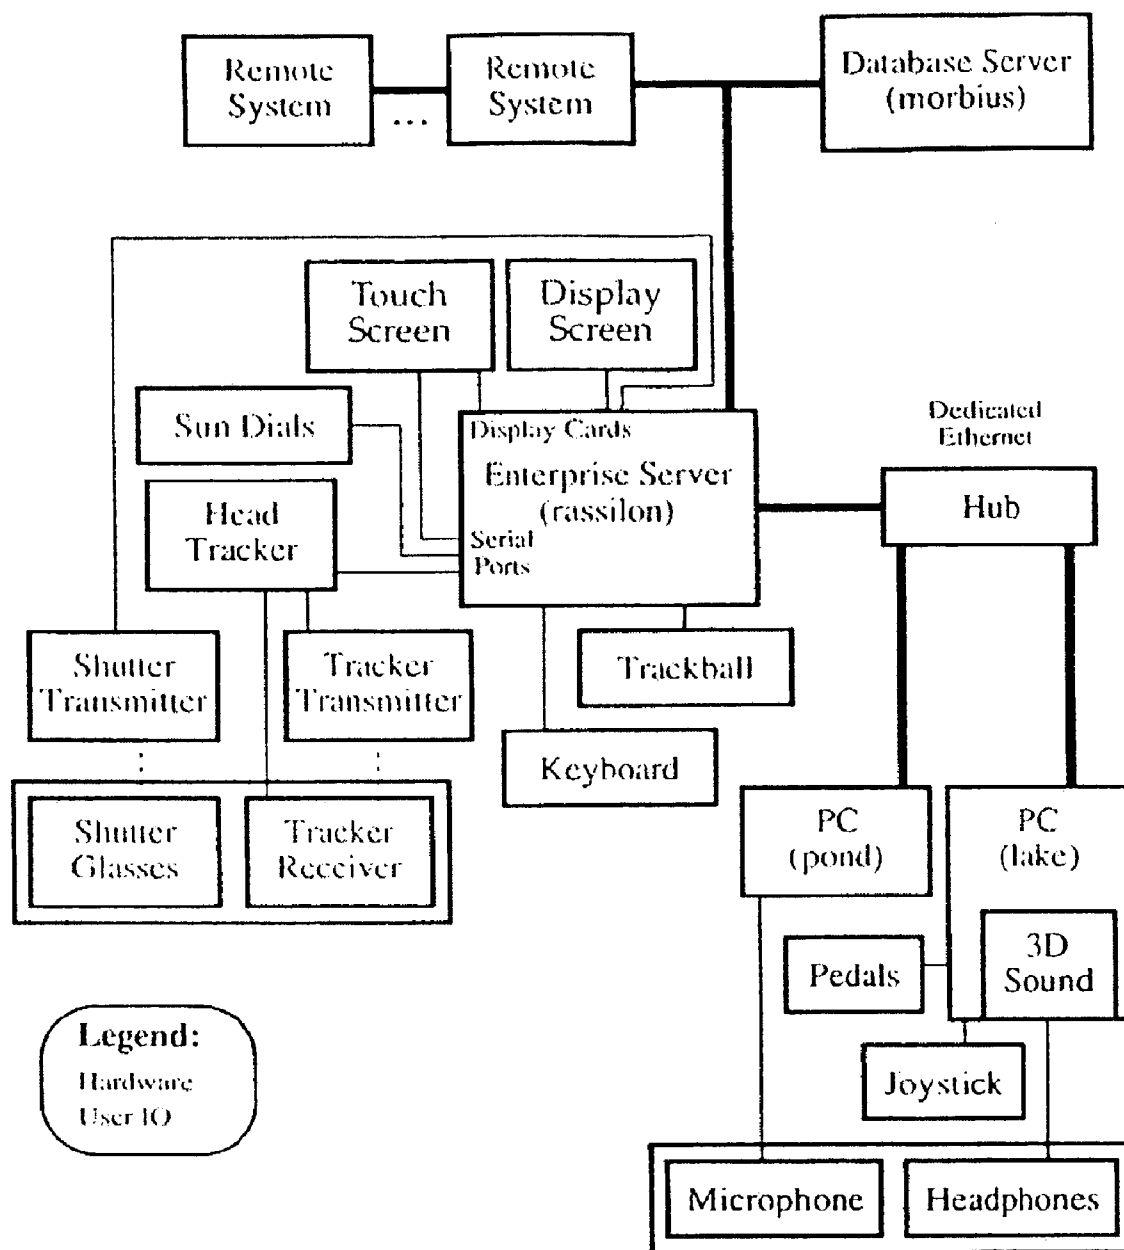 Remote
System
...
Remote
System
Database Server
(morbius)
Touch
Screen
Display
Screen
Sun Dials
Display Cards
Enterprise Server
(rassilon)
Serial
Ports
Dedicated
Ethernet
Hub
Head
Tracker
Shutter
Transmitter
Tracker
Transmitter
Trackball
Keyboard
Shutter
Glasses
Tracker
Receiver
PC
(pond)
PC
(lake)
3D
Sound
Pedals
Joystick
Microphone
Headphones
Legend:
Hardware
User IO